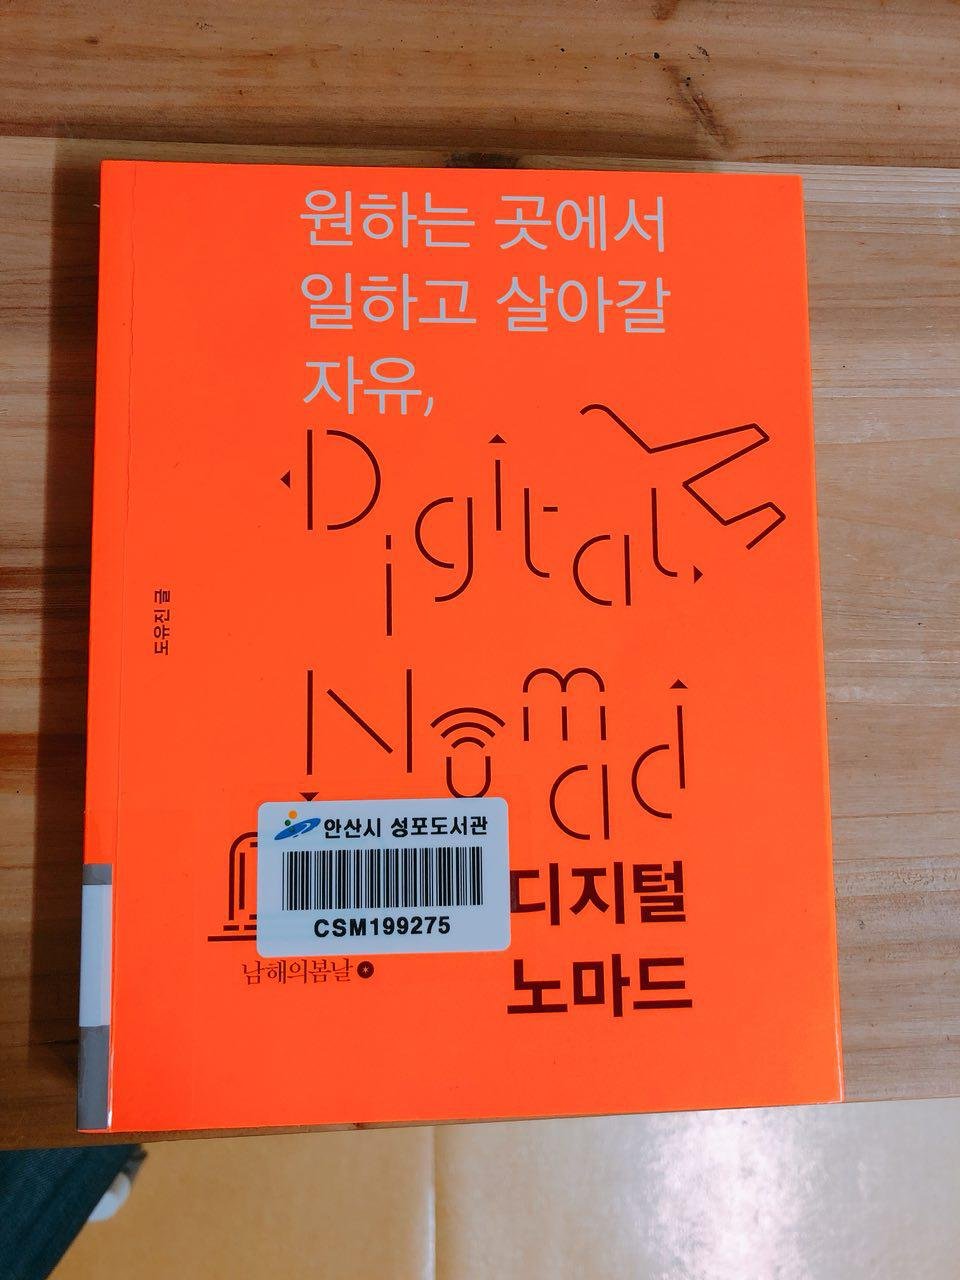 원하는 곳에서
일하고 살아갈
자유,
Digital
Nomad
도유진 글
안산시 성포도서관
CSM199275
디지털
노마드
남해의봄날